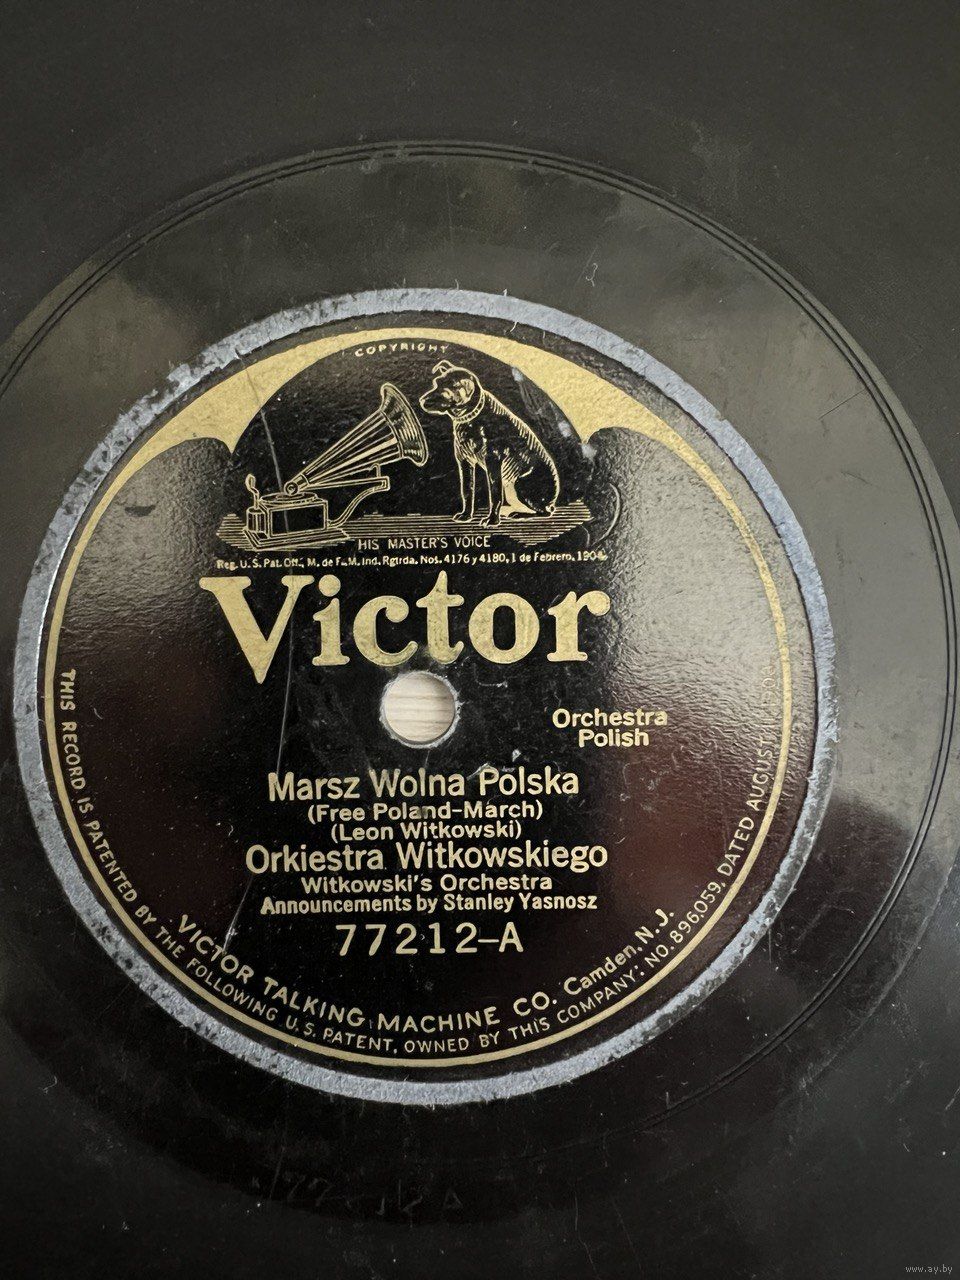 COPYRIGHT
HIS MASTER'S VOICE
Reg. U.S. Pat. Off., M. de F. M. Ind. Rgtrda. Nos. 4176 y 4180, 1 de Febrero, 1904.
Victor
Orchestra
Polish
Marsz Wolna Polska
(Free Poland-March)
(Leon Witkowski)
Orkiestra Witkowskiego
Witkowski's Orchestra
Announcements by Stanley Yasnosz
77212-A
VICTOR TALKING MACHINE CO. Camden, N.J.
THIS RECORD IS PATENTED BY THE FOLLOWING U.S. PATENT, OWNED BY THIS COMPANY: NO. 896,059, DATED AUGUST
www.ay.by